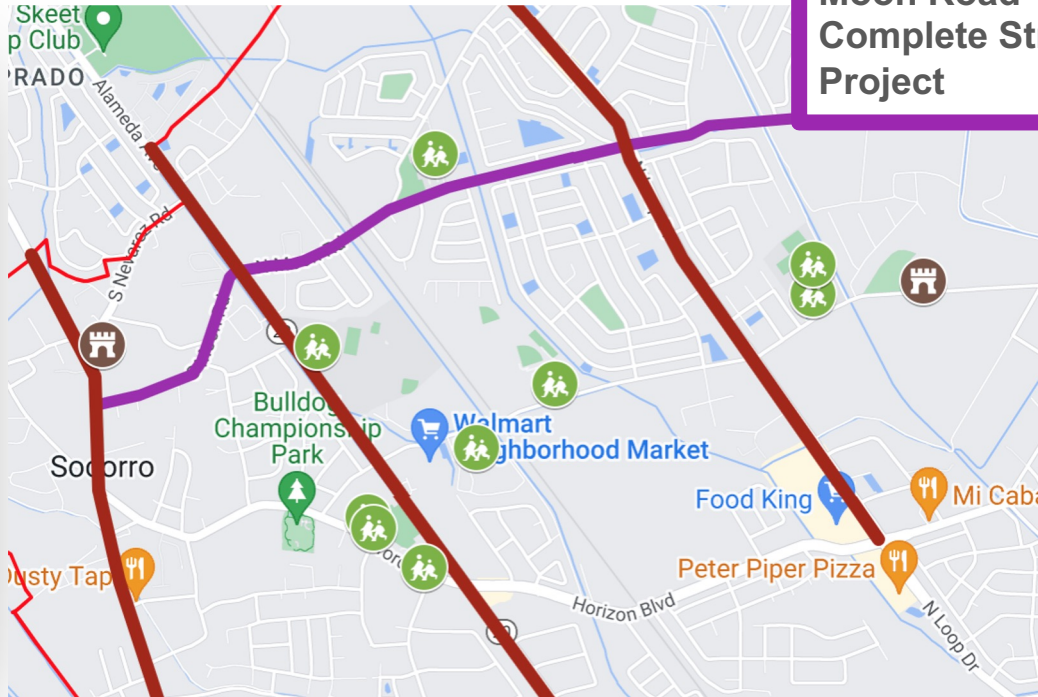 Skeet
p Club
PRADO
Alameda
S Nevarez Rd
Complete St
Project
Bulldog
Championship
Park
Walmart
ghborhood Market
Socorro
Food King
Mi Caba
Dusty Tap
Peter Piper Pizza
Horizon Blvd
N Loop Dr